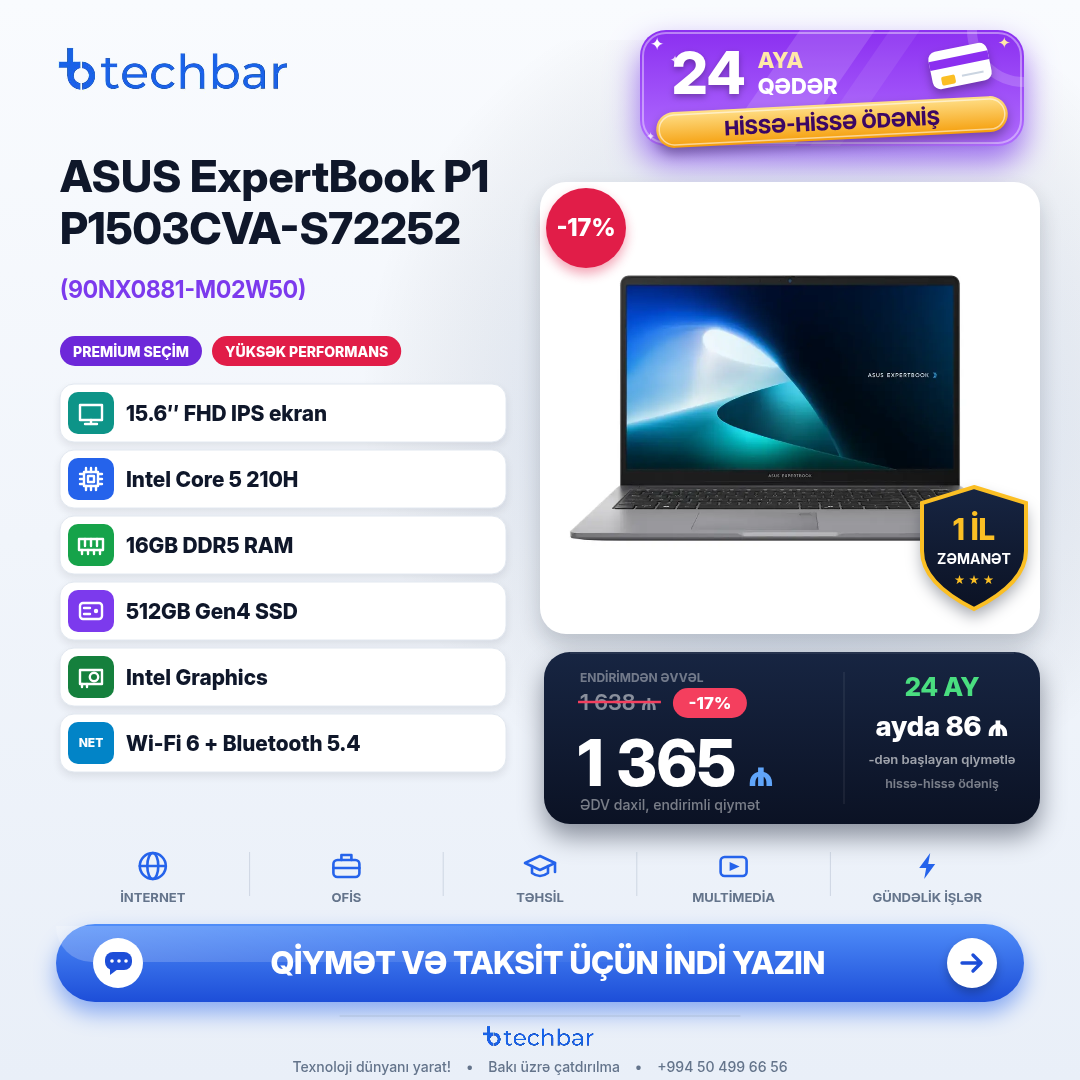 techbar
24 AYA QƏDƏR
HİSSƏ-HİSSƏ ÖDƏNİŞ
ASUS ExpertBook P1
P1503CVA-S72252
(90NX0881-M02W50)
PREMİUM SEÇİM
YÜKSƏK PERFORMANS
15.6″ FHD IPS ekran
Intel Core 5 210H
16GB DDR5 RAM
512GB Gen4 SSD
Intel Graphics
NET Wi-Fi 6 + Bluetooth 5.4
-17%
ASUS EXPERTBOOK
ASUS EXPERTBOOK
1 İL
ZƏMANƏT
ENDİRİMDƏN ƏVVƏL
1 638 ₼ -17%
1 365 ₼
ƏDV daxil, endirimli qiymət
24 AY
ayda 86 ₼
-dən başlayan qiymətlə
hissə-hissə ödəniş
İNTERNET
OFİS
TƏHSİL
MULTİMEDİA
GÜNDƏLİK İŞLƏR
QİYMƏT VƏ TAKSİT ÜÇÜN İNDİ YAZIN
techbar
Texnoloji dünyanı yarat! • Bakı üzrə çatdırılma • +994 50 499 66 56